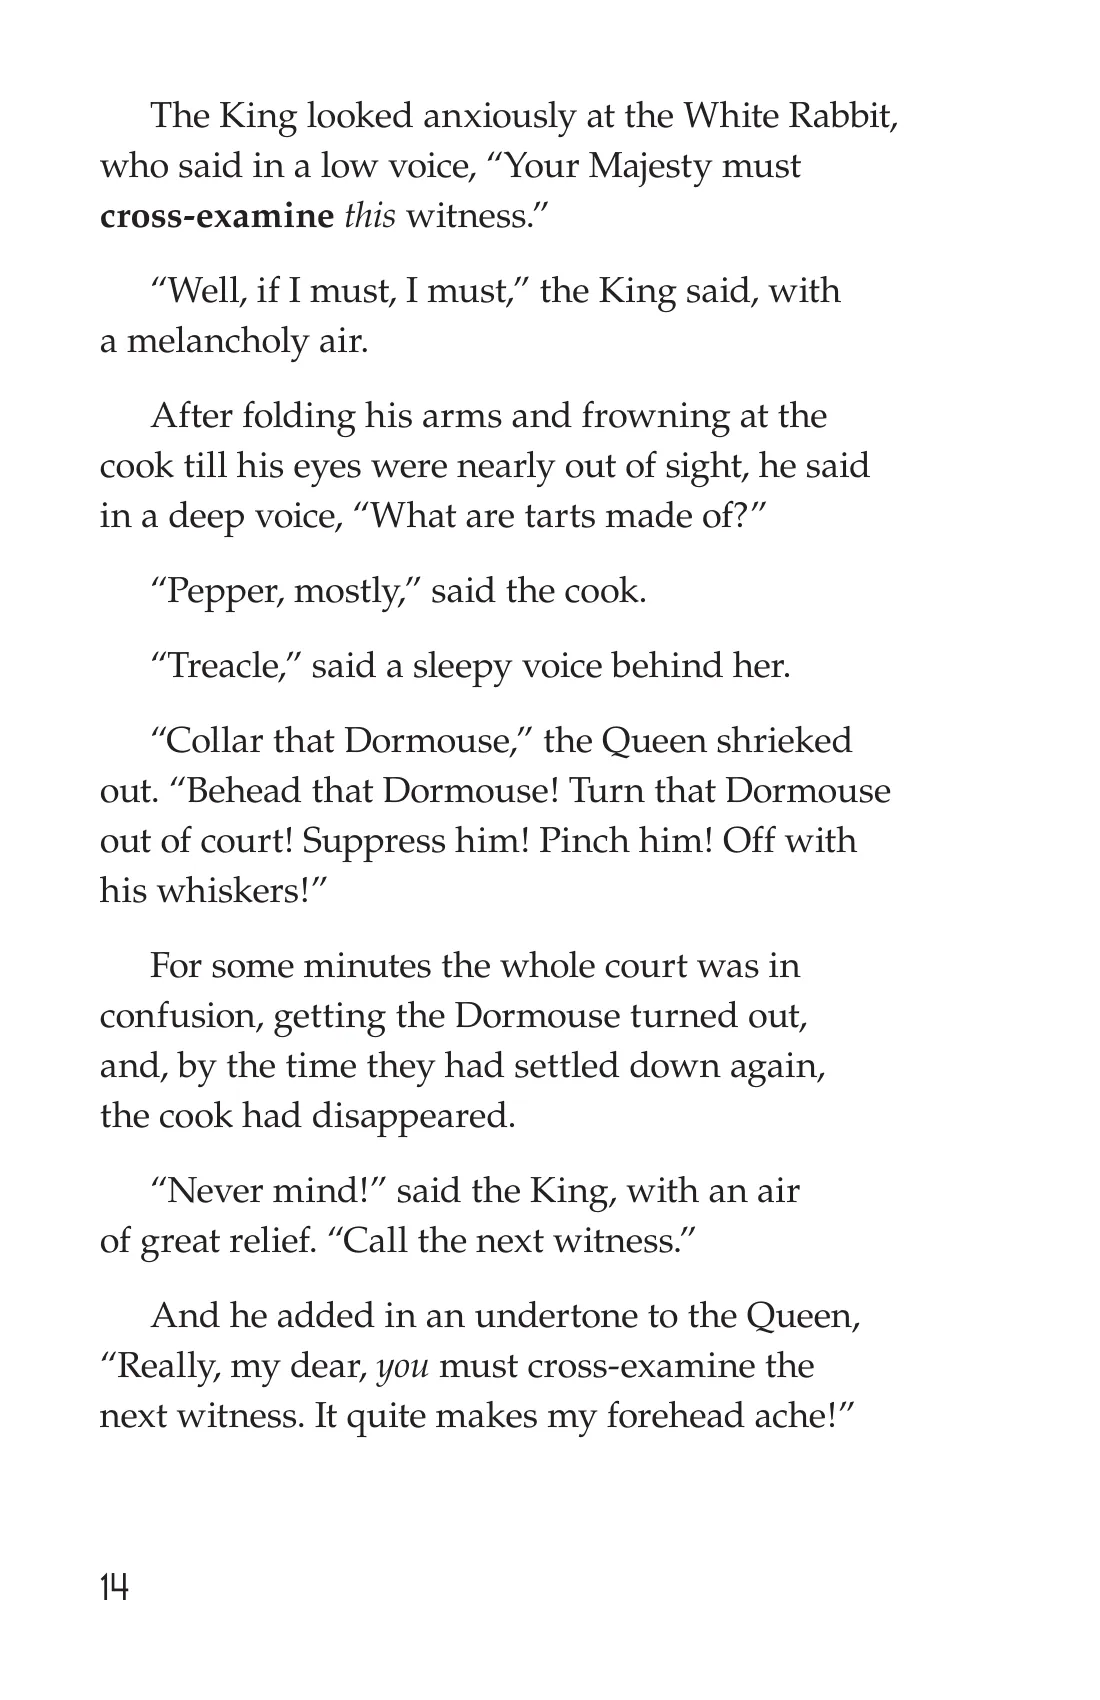 The King looked anxiously at the White Rabbit,
who said in a low voice, “Your Majesty must
cross-examine this witness.”
“Well, if I must, I must,” the King said, with
a melancholy air.
After folding his arms and frowning at the
cook till his eyes were nearly out of sight, he said
in a deep voice, “What are tarts made of?”
“Pepper, mostly,” said the cook.
“Treacle,” said a sleepy voice behind her.
“Collar that Dormouse,” the Queen shrieked
out. “Behead that Dormouse! Turn that Dormouse
out of court! Suppress him! Pinch him! Off with
his whiskers!”
For some minutes the whole court was in
confusion, getting the Dormouse turned out,
and, by the time they had settled down again,
the cook had disappeared.
“Never mind!” said the King, with an air
of great relief. “Call the next witness.”
And he added in an undertone to the Queen,
“Really, my dear, you must cross-examine the
next witness. It quite makes my forehead ache!”
14